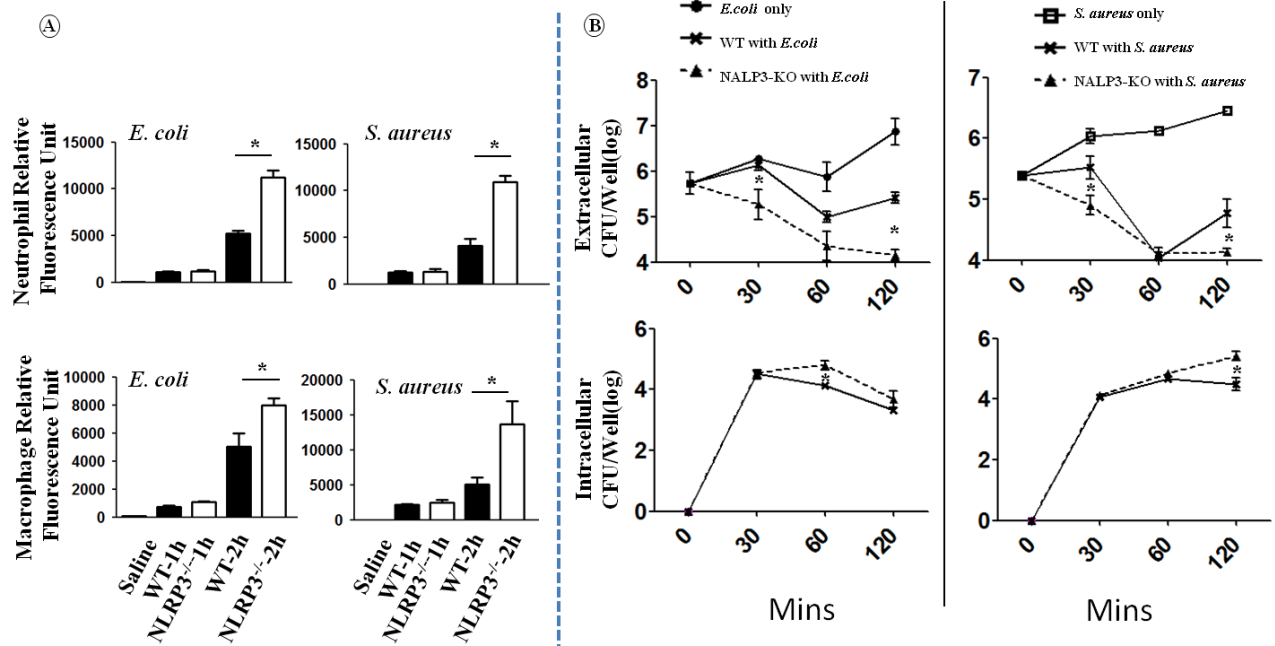 A
E. coli
S. aureus
Neutrophil Relative
Fluorescence Unit
15000
10000
5000
0
*
15000
10000
5000
0
*
Macrophage Relative
Fluorescence Unit
E. coli
S. aureus
10000
8000
6000
4000
2000
0
*
20000
15000
10000
5000
0
*
Saline
WT-1h
NLRP3-/--1h
WT-2h
NLRP3-/--2h
Saline
WT-1h
NLRP3-/--1h
WT-2h
NLRP3-/--2h
B
E.coli only
WT with E.coli
NALP3-KO with E.coli
S. aureus only
WT with S. aureus
NALP3-KO with S. aureus
Extracellular
CFU/Well(log)
8
7
6
5
4
*
*
0
30
60
120
7
6
5
4
*
*
0
30
60
120
Intracellular
CFU/Well(log)
6
4
2
0
*
0
30
60
120
6
4
2
0
*
0
30
60
120
Mins
Mins